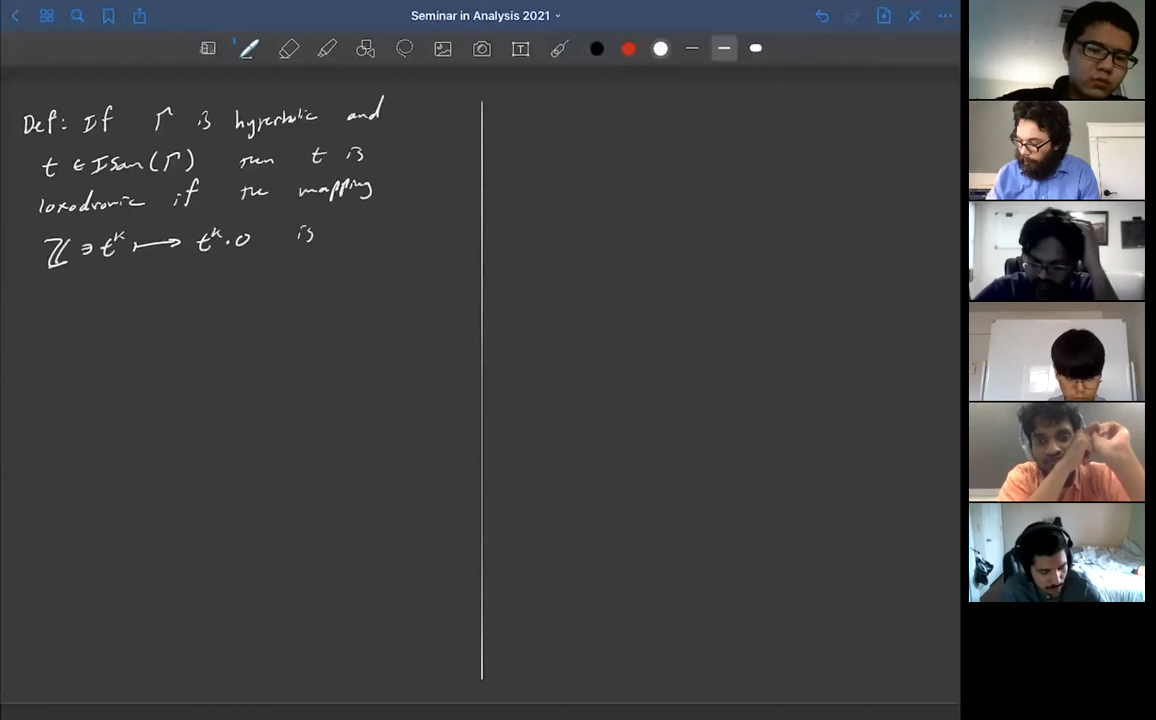 Seminar in Analysis 2021
Def: If Γ is hyperbolic and
t ∈ Isom(Γ) then t is
loxodromic if the mapping
ℤ ∋ t^k ⟼ t^k · o is